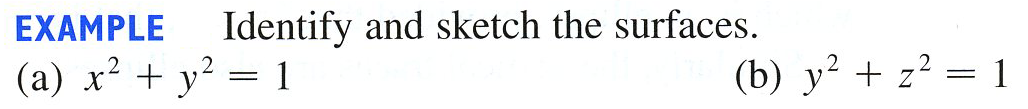 EXAMPLE Identify and sketch the surfaces.
(a) x² + y² = 1 (b) y² + z² = 1